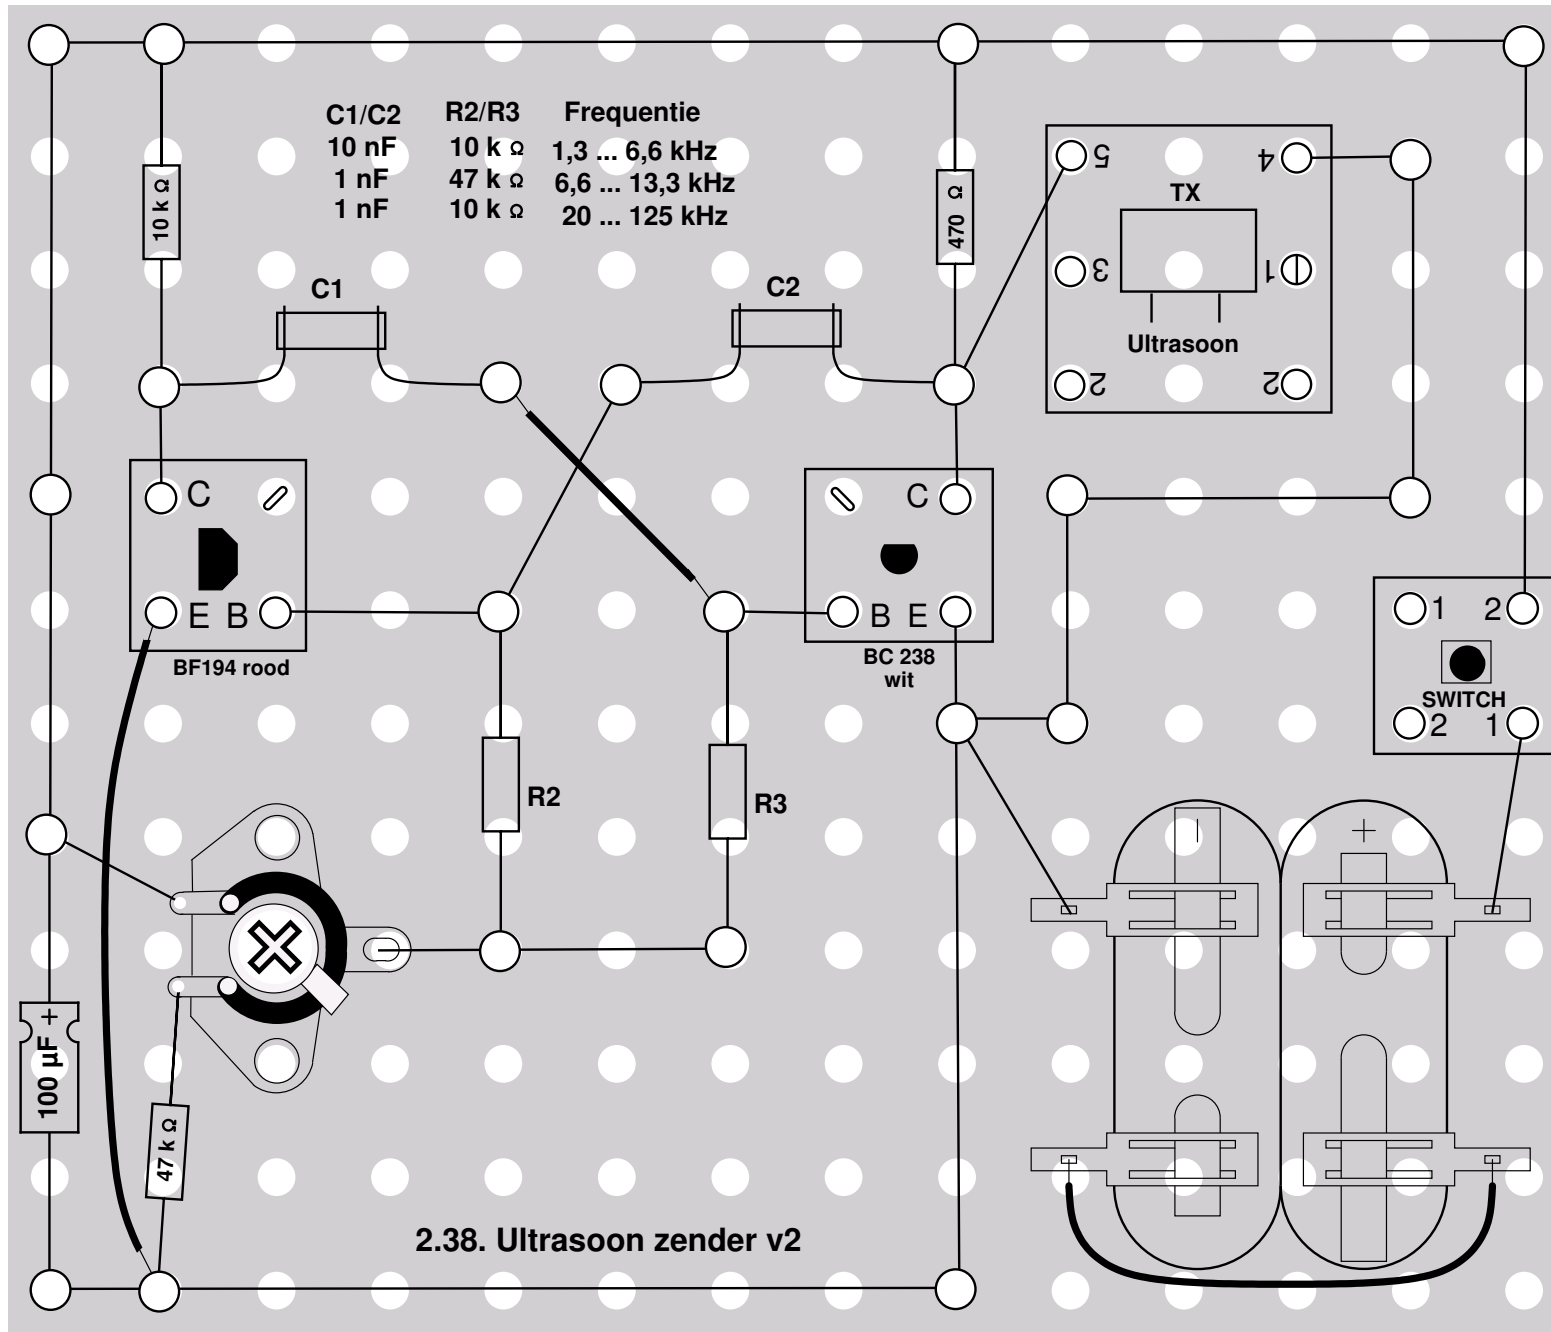 C1/C2 R2/R3 Frequentie
10 nF 10 k Ω 1,3 ... 6,6 kHz
1 nF 47 k Ω 6,6 ... 13,3 kHz
1 nF 10 k Ω 20 ... 125 kHz
10 k Ω
470 Ω
5
4
TX
3
1
Ultrasoon
2
2
C1
C2
C
E B
BF194 rood
C
B E
BC 238
wit
1 2
SWITCH
2 1
R2
R3
+
100 µF
47 k Ω
− +
2.38. Ultrasoon zender v2